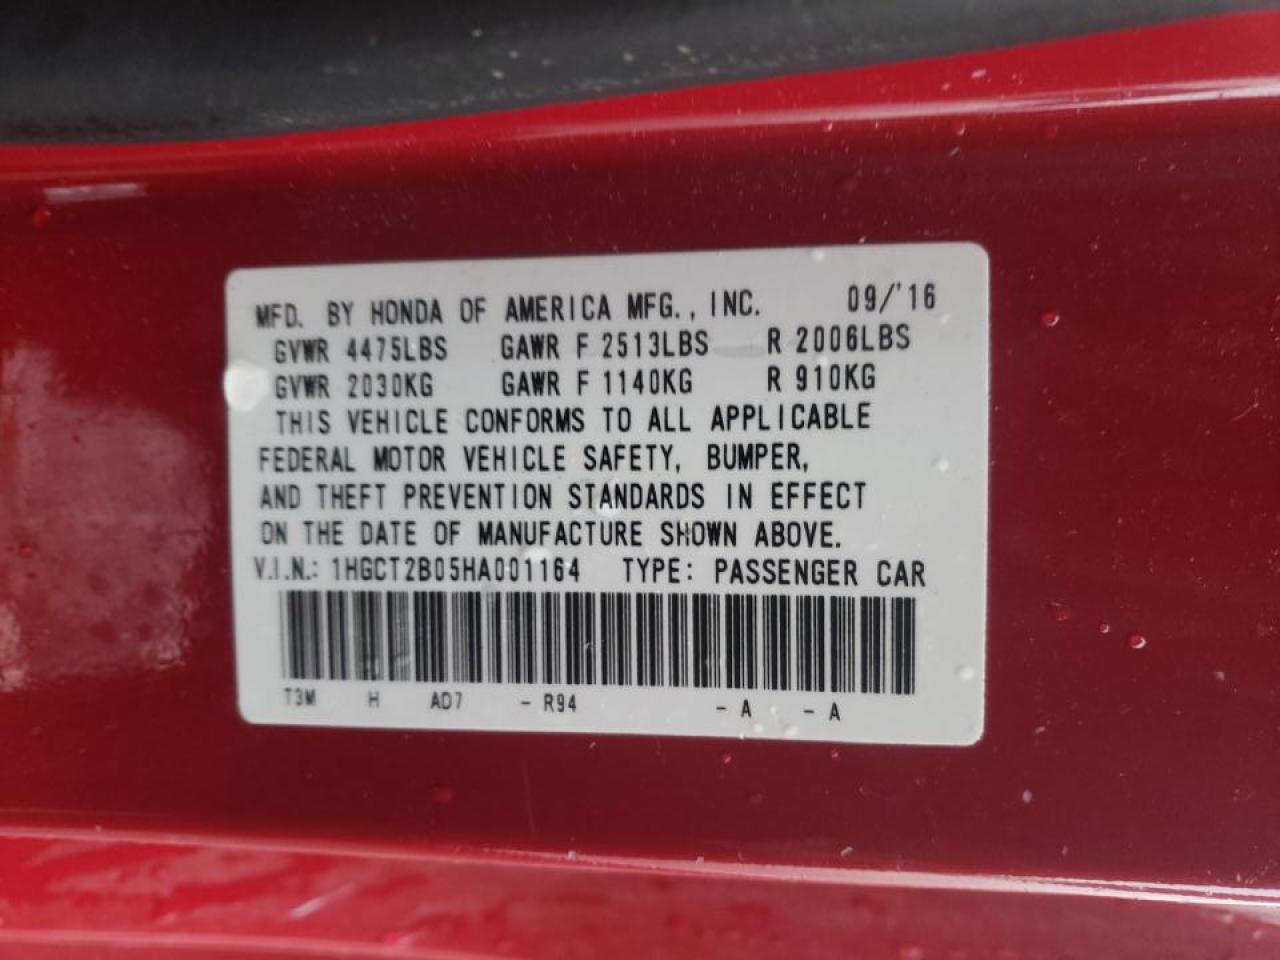 MFD. BY HONDA OF AMERICA MFG., INC. 09/'16
GVWR 4475LBS GAWR F 2513LBS R 2006LBS
GVWR 2030KG GAWR F 1140KG R 910KG
THIS VEHICLE CONFORMS TO ALL APPLICABLE
FEDERAL MOTOR VEHICLE SAFETY, BUMPER,
AND THEFT PREVENTION STANDARDS IN EFFECT
ON THE DATE OF MANUFACTURE SHOWN ABOVE.
V.I.N.: 1HGCT2B05HA001164 TYPE: PASSENGER CAR
T3M H AD7 - R94 - A - A